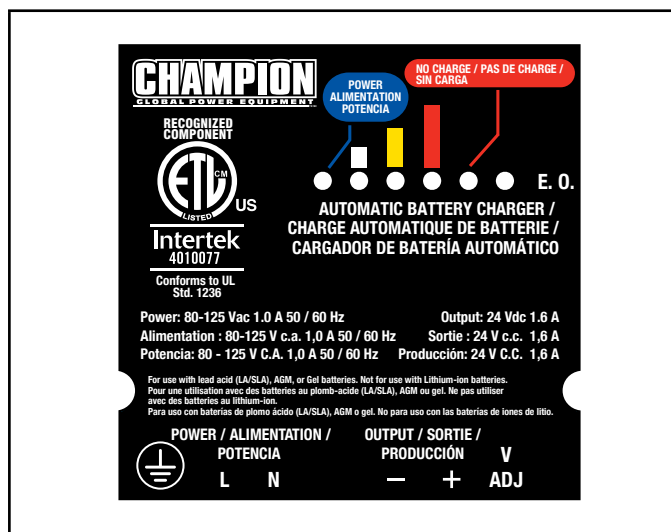 CHAMPION
GLOBAL POWER EQUIPMENT™
POWER
ALIMENTATION
POTENCIA
NO CHARGE / PAS DE CHARGE /
SIN CARGA
RECOGNIZED
COMPONENT
ETL
CM
LISTED
US
Intertek
4010077
Conforms to UL
Std. 1236
E. O.
AUTOMATIC BATTERY CHARGER /
CHARGE AUTOMATIQUE DE BATTERIE /
CARGADOR DE BATERÍA AUTOMÁTICO
Power: 80-125 Vac 1.0 A 50 / 60 Hz Output: 24 Vdc 1.6 A
Alimentation : 80-125 V c.a. 1,0 A 50 / 60 Hz Sortie : 24 V c.c. 1,6 A
Potencia: 80 - 125 V C.A. 1,0 A 50 / 60 Hz Producción: 24 V C.C. 1,6 A
For use with lead acid (LA/SLA), AGM, or Gel batteries. Not for use with Lithium-ion batteries.
Pour une utilisation avec des batteries au plomb-acide (LA/SLA), AGM ou gel. Ne pas utiliser
avec des batteries au lithium-ion.
Para uso con baterías de plomo ácido (LA/SLA), AGM o gel. No para uso con las baterías de iones de litio.
POWER / ALIMENTATION /
POTENCIA
L N
OUTPUT / SORTIE /
PRODUCCIÓN
− +
V
ADJ